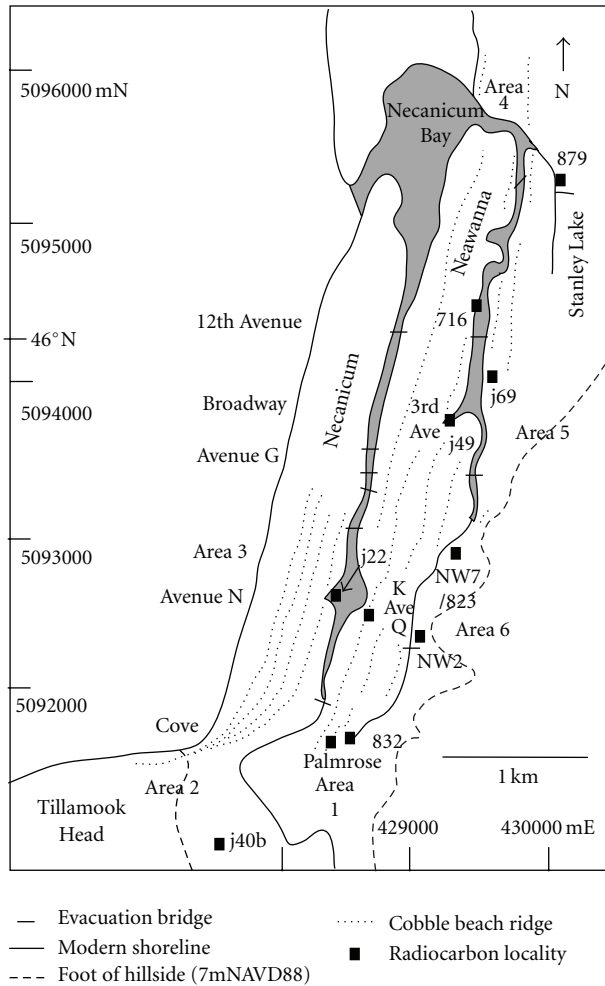 5096000 mN
Area
4
N
Necanicum
Bay
879
5095000
Neawanna
Stanley Lake
12th Avenue
716
46°N
Necanicum
5094000
Broadway
3rd
Ave
j69
j49
Area 5
Avenue G
5093000
Area 3
j22
Avenue N
K
Ave
Q
NW7
/823
Area 6
NW2
5092000
Cove
832
Palmrose
Area
1
1 km
Area 2
Tillamook
Head
429000
430000 mE
j40b
Evacuation bridge
Modern shoreline
Foot of hillside (7mNAVD88)
Cobble beach ridge
Radiocarbon locality